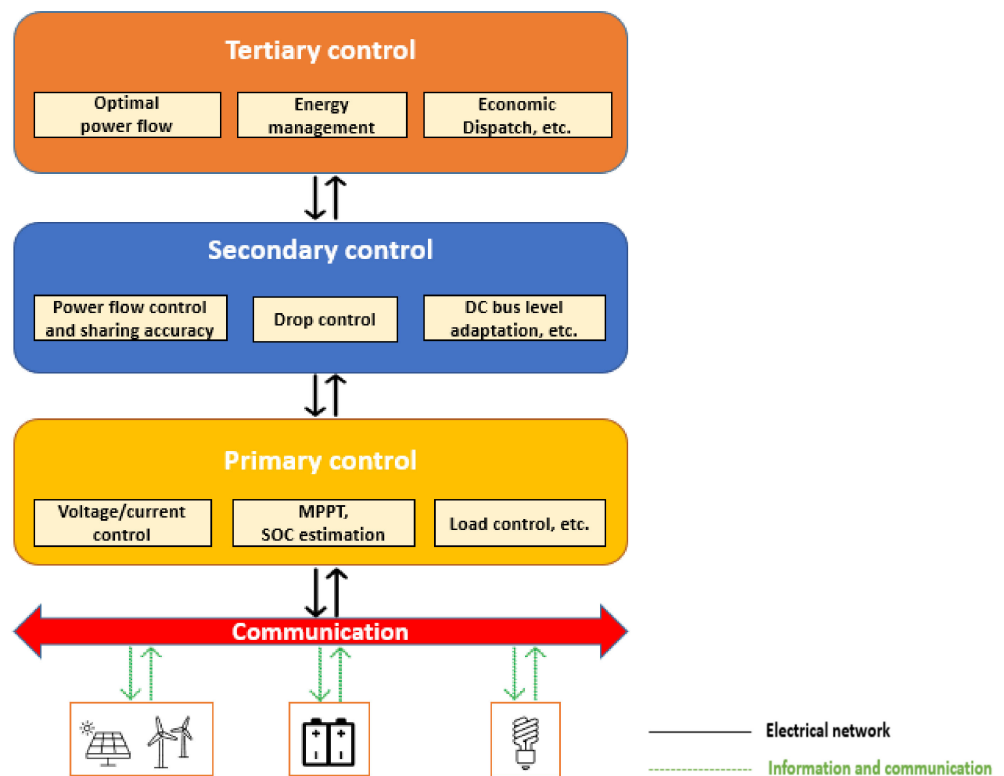 Tertiary control
Optimal
power flow
Energy
management
Economic
Dispatch, etc.
Secondary control
Power flow control
and sharing accuracy
Drop control
DC bus level
adaptation, etc.
Primary control
Voltage/current
control
MPPT,
SOC estimation
Load control, etc.
Communication
Electrical network
Information and communication